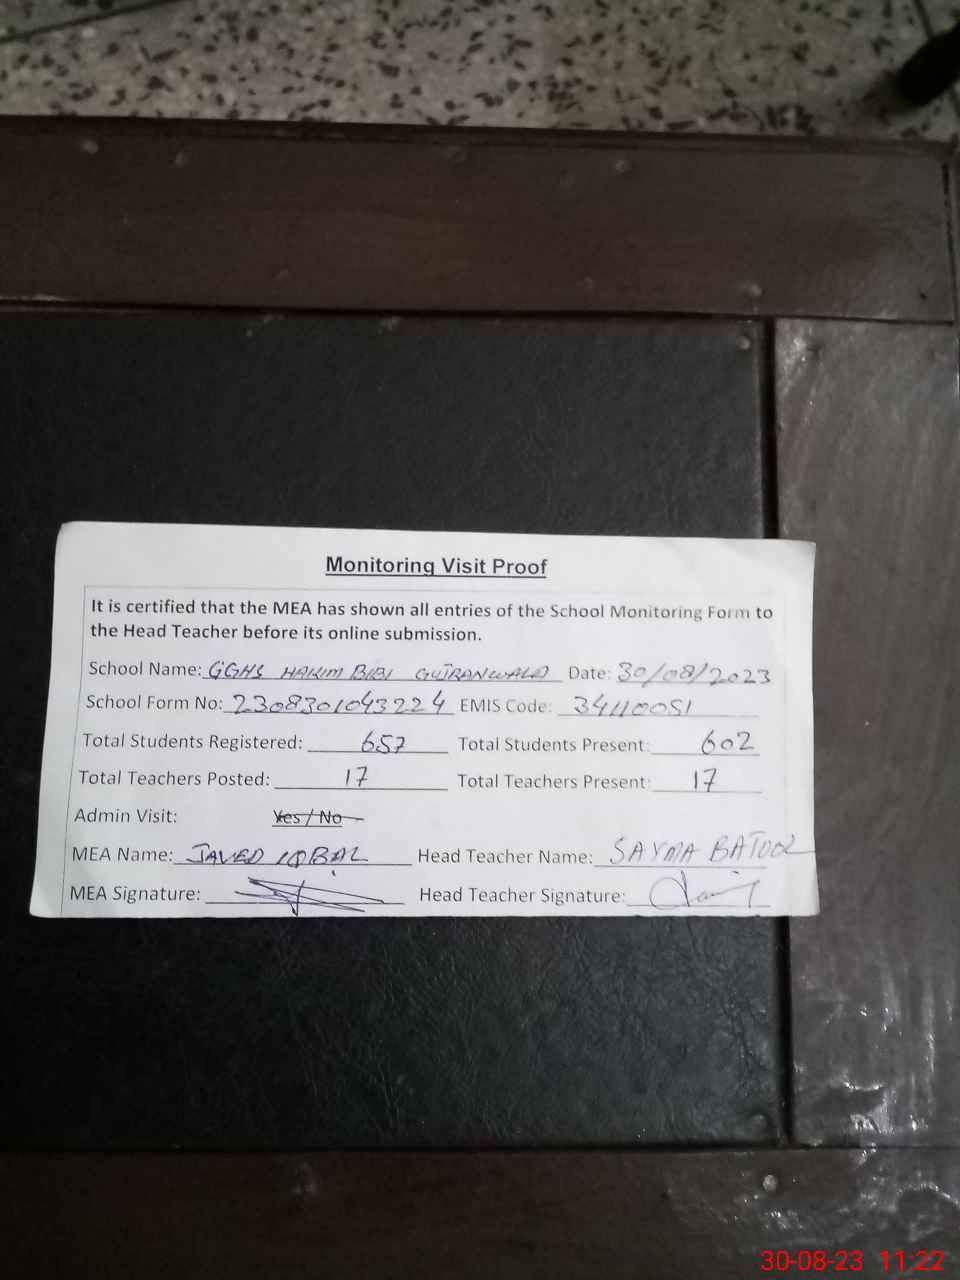 Monitoring Visit Proof
It is certified that the MEA has shown all entries of the School Monitoring Form to
the Head Teacher before its online submission.
School Name: GGHS HAKIM BIBI GUJRANWALA Date: 30/08/2023
School Form No: 2308301043224 EMIS Code: 34110051
Total Students Registered: 657 Total Students Present: 602
Total Teachers Posted: 17 Total Teachers Present: 17
Admin Visit: Yes / No
MEA Name: JAVED IQBAL Head Teacher Name: SAYMA BATOOL
MEA Signature: Head Teacher Signature:
30-08-23 11:22